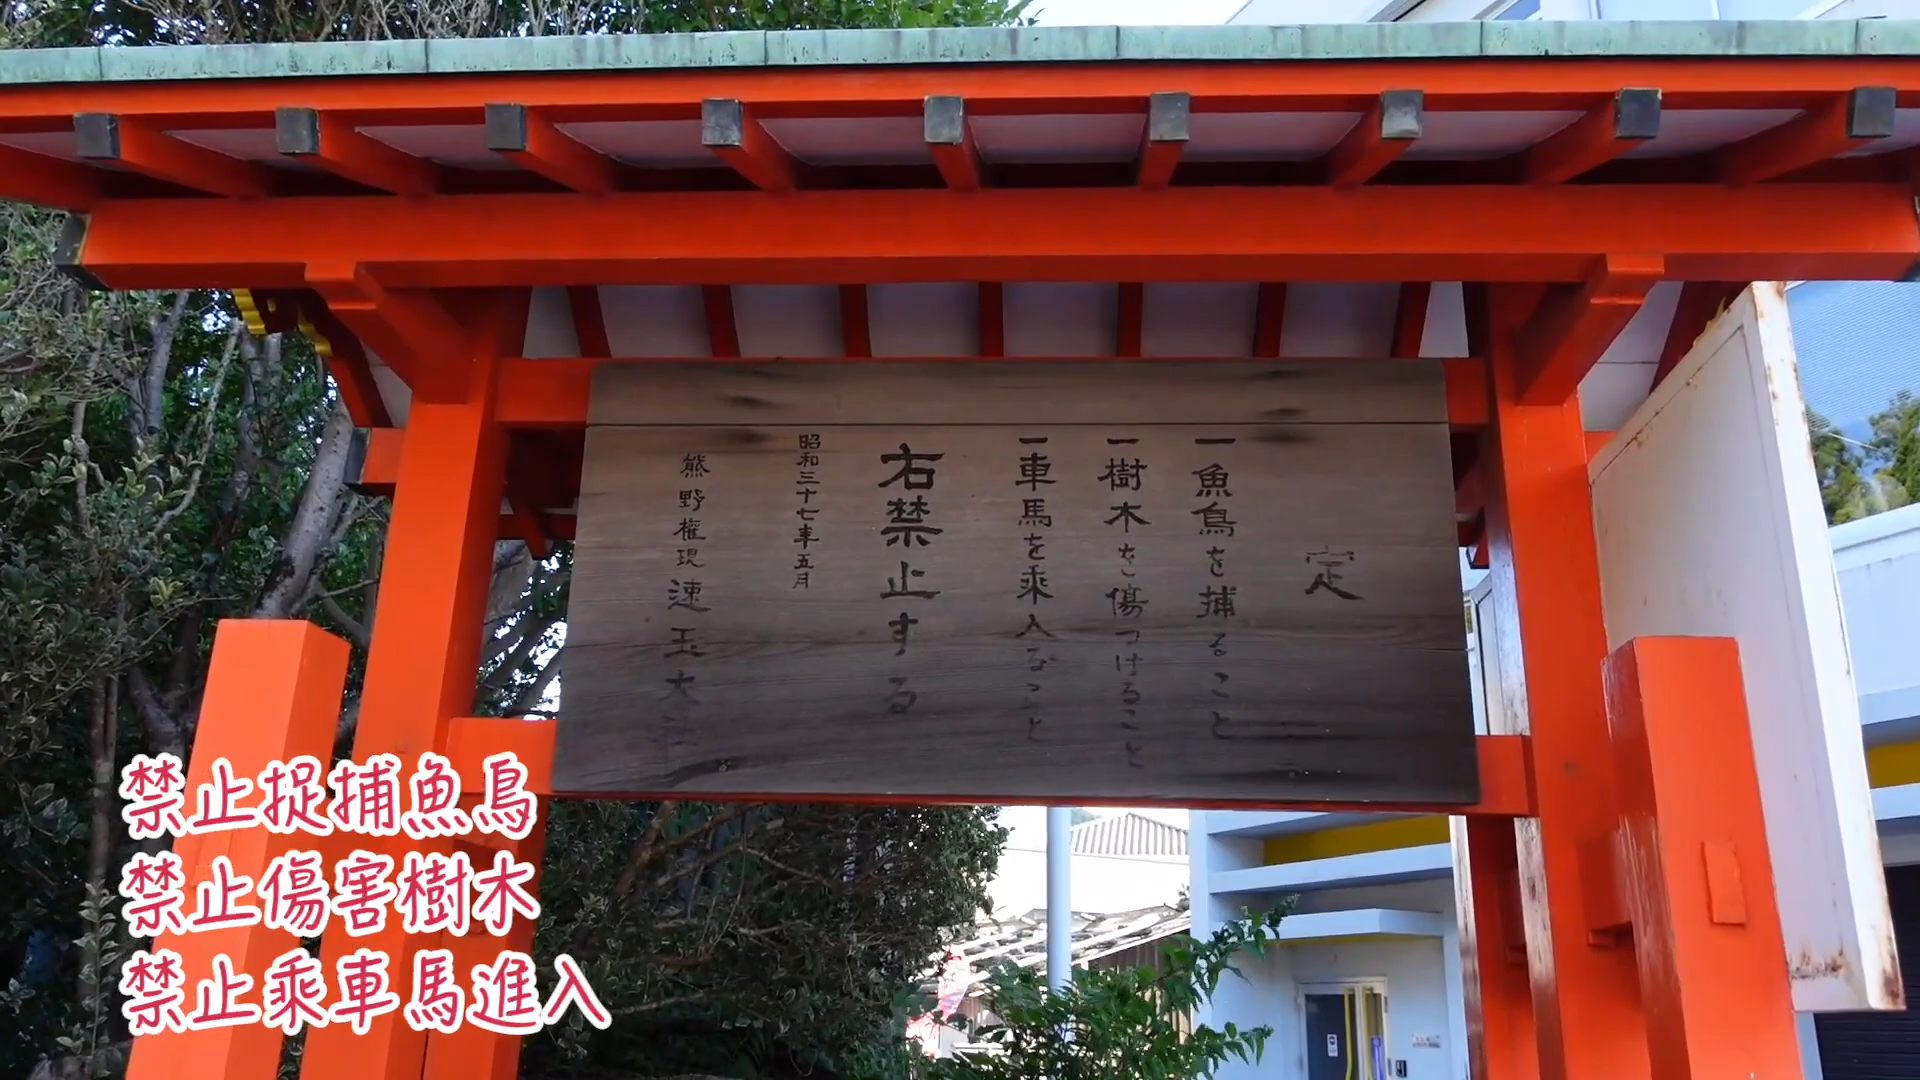 定
一魚鳥を捕ること
一樹木を傷つけること
一車馬を乗入るこ と
右禁止する
昭和三十七年五月
熊野権現速玉大社
禁止捉捕魚鳥
禁止傷害樹木
禁止乘車馬進入